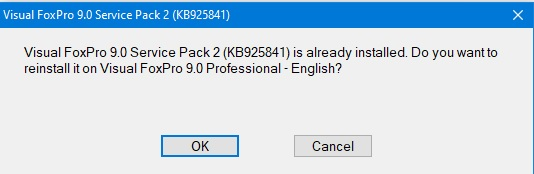 Visual FoxPro 9.0 Service Pack 2 (KB925841)
Visual FoxPro 9.0 Service Pack 2 (KB925841) is already installed. Do you want to
reinstall it on Visual FoxPro 9.0 Professional - English?
OK
Cancel